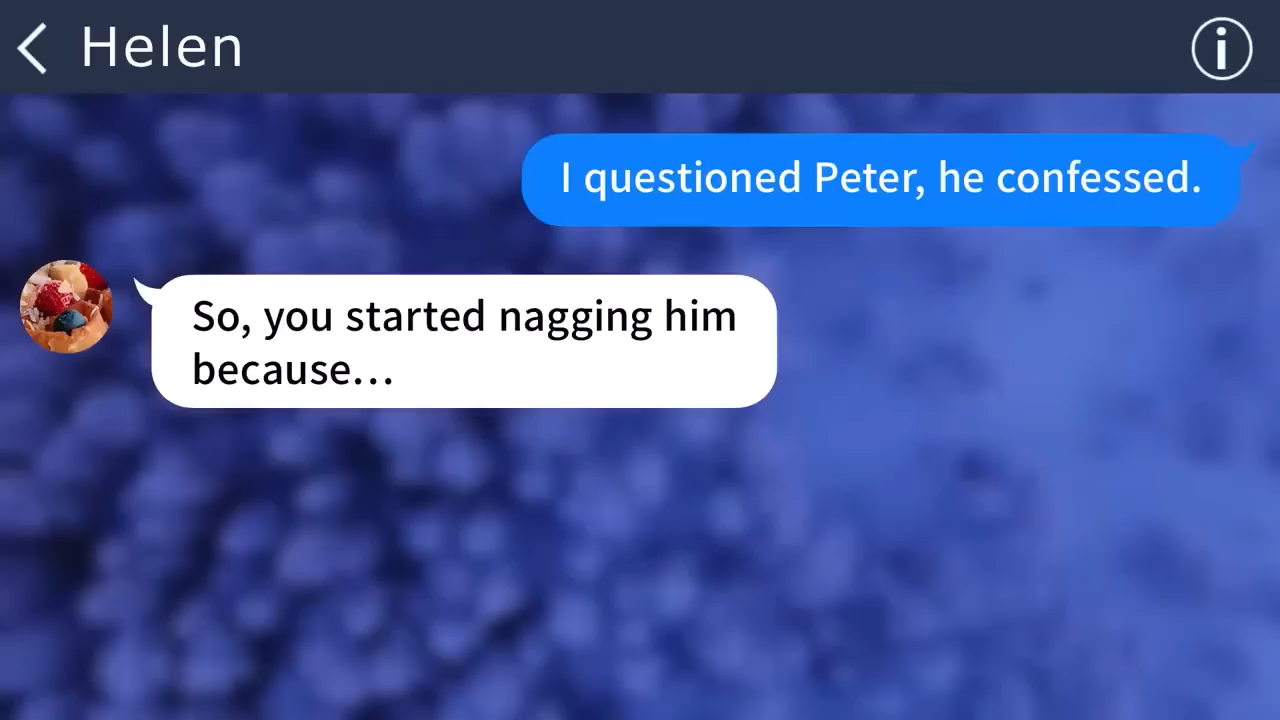 Helen
I questioned Peter, he confessed.
So, you started nagging him
because...